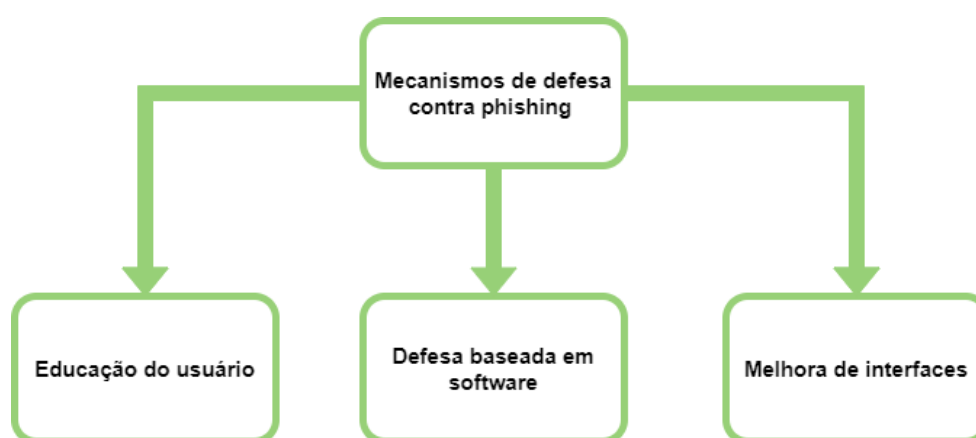 Mecanismos de defesa
contra phishing
Educação do usuário
Defesa baseada em
software
Melhora de interfaces